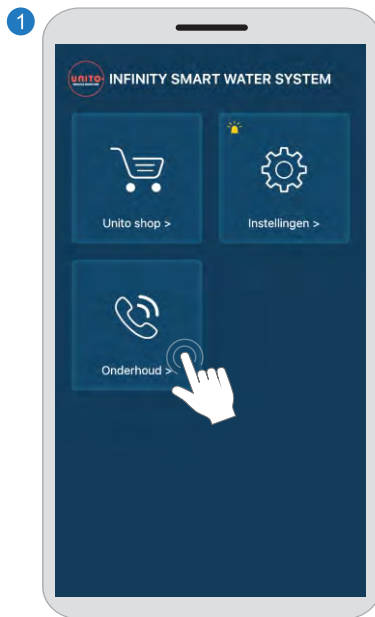 1
UNITO
INFINITY SMART WATER SYSTEM
Unito shop >
Instellingen >
Onderhoud >